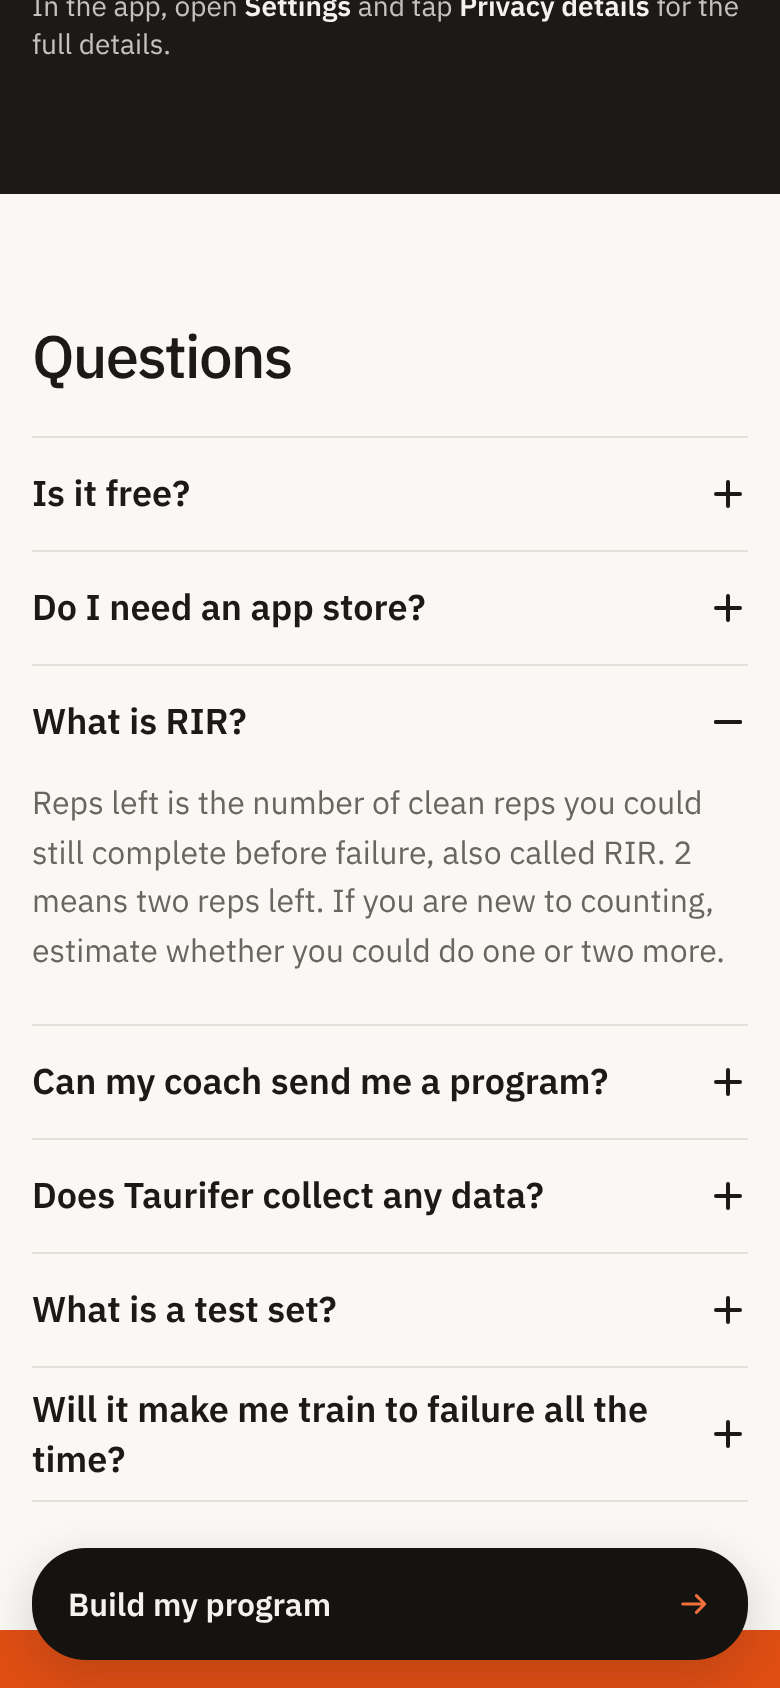 In the app, open Settings and tap Privacy details for the
full details.
Questions
Is it free?
Do I need an app store?
What is RIR?
Reps left is the number of clean reps you could
still complete before failure, also called RIR. 2
means two reps left. If you are new to counting,
estimate whether you could do one or two more.
Can my coach send me a program?
Does Taurifer collect any data?
What is a test set?
Will it make me train to failure all the
time?
Build my program